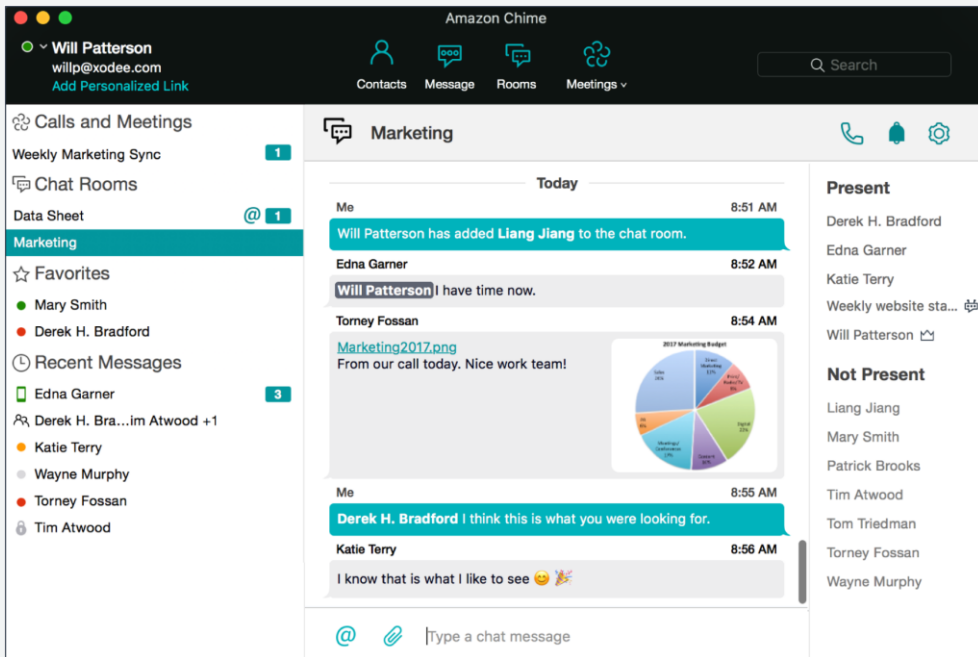 Amazon Chime
Will Patterson
willp@xodee.com
Add Personalized Link
Contacts
Message
Rooms
Meetings
Search
Calls and Meetings
Weekly Marketing Sync 1
Chat Rooms
Data Sheet @ 1
Marketing
Favorites
Mary Smith
Derek H. Bradford
Recent Messages
Edna Garner 3
Derek H. Bra...im Atwood +1
Katie Terry
Wayne Murphy
Torney Fossan
Tim Atwood
Marketing
Today
Me 8:51 AM
Will Patterson has added Liang Jiang to the chat room.
Edna Garner 8:52 AM
Will Patterson I have time now.
Torney Fossan 8:54 AM
Marketing2017.png
From our call today. Nice work team!
2017 Marketing Budget
Me 8:55 AM
Derek H. Bradford I think this is what you were looking for.
Katie Terry 8:56 AM
I know that is what I like to see 😊 🎉
@ Type a chat message
Present
Derek H. Bradford
Edna Garner
Katie Terry
Weekly website sta...
Will Patterson
Not Present
Liang Jiang
Mary Smith
Patrick Brooks
Tim Atwood
Tom Triedman
Torney Fossan
Wayne Murphy